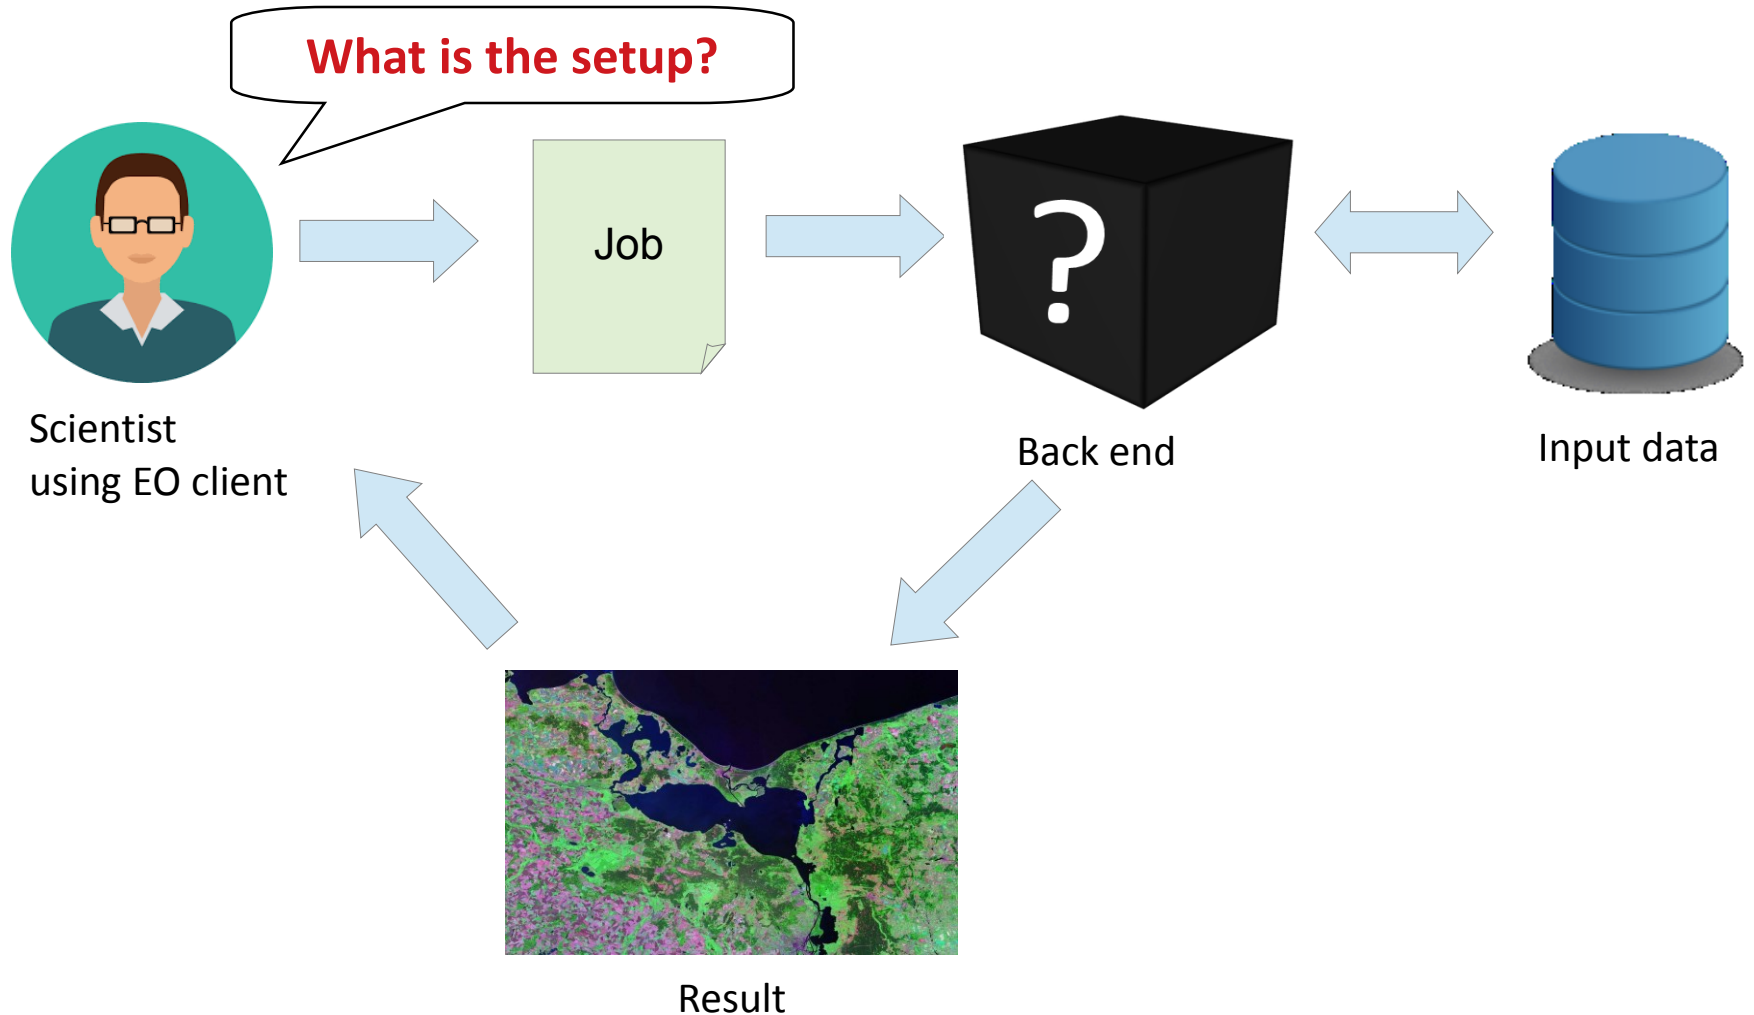 What is the setup?
Job
?
Scientist
using EO client
Back end
Input data
Result